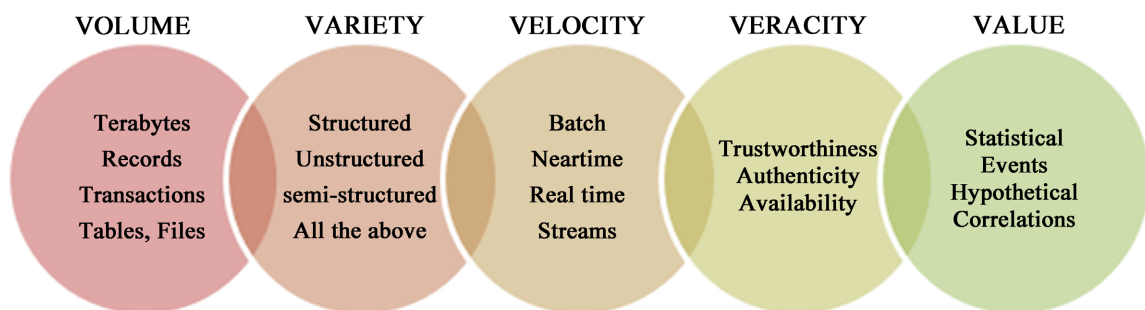 VOLUME
VARIETY
VELOCITY
VERACITY
VALUE
Terabytes
Records
Transactions
Tables, Files
Structured
Unstructured
semi-structured
All the above
Batch
Neartime
Real time
Streams
Trustworthiness
Authenticity
Availability
Statistical
Events
Hypothetical
Correlations